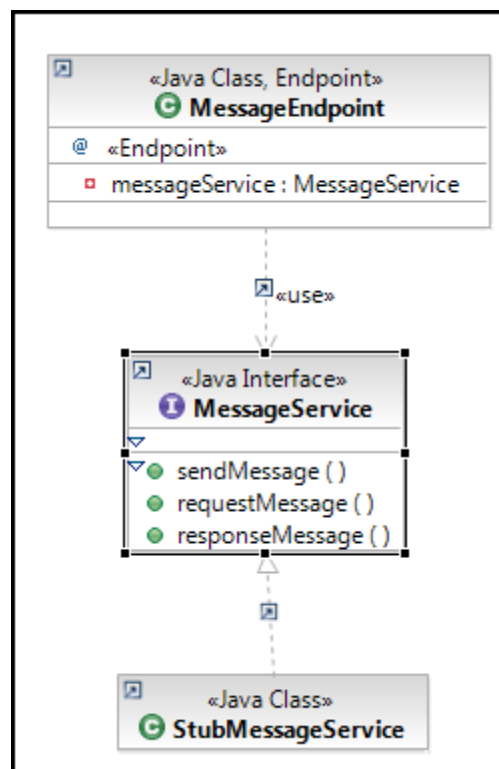 «Java Class, Endpoint»
MessageEndpoint
«Endpoint»
messageService : MessageService
«use»
«Java Interface»
MessageService
sendMessage ( )
requestMessage ( )
responseMessage ( )
«Java Class»
StubMessageService